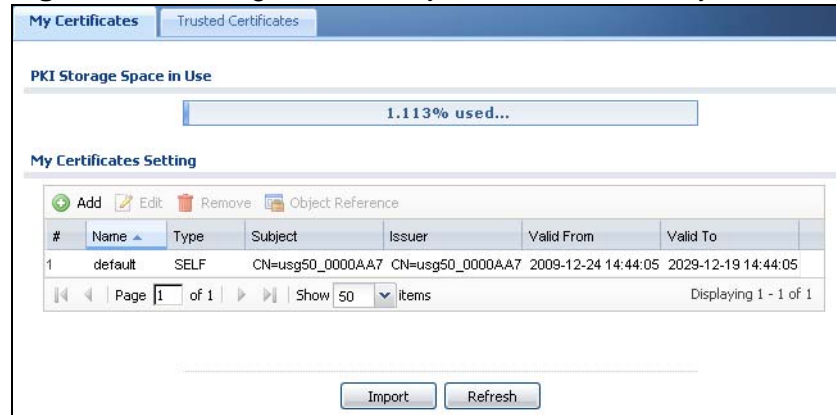 My Certificates Trusted Certificates
PKI Storage Space in Use
1.113% used...
My Certificates Setting
Add Edit Remove Object Reference
# Name Type Subject Issuer Valid From Valid To
1 default SELF CN=usg50_0000AA7 CN=usg50_0000AA7 2009-12-24 14:44:05 2029-12-19 14:44:05
Page 1 of 1 Show 50 items Displaying 1 - 1 of 1
Import Refresh